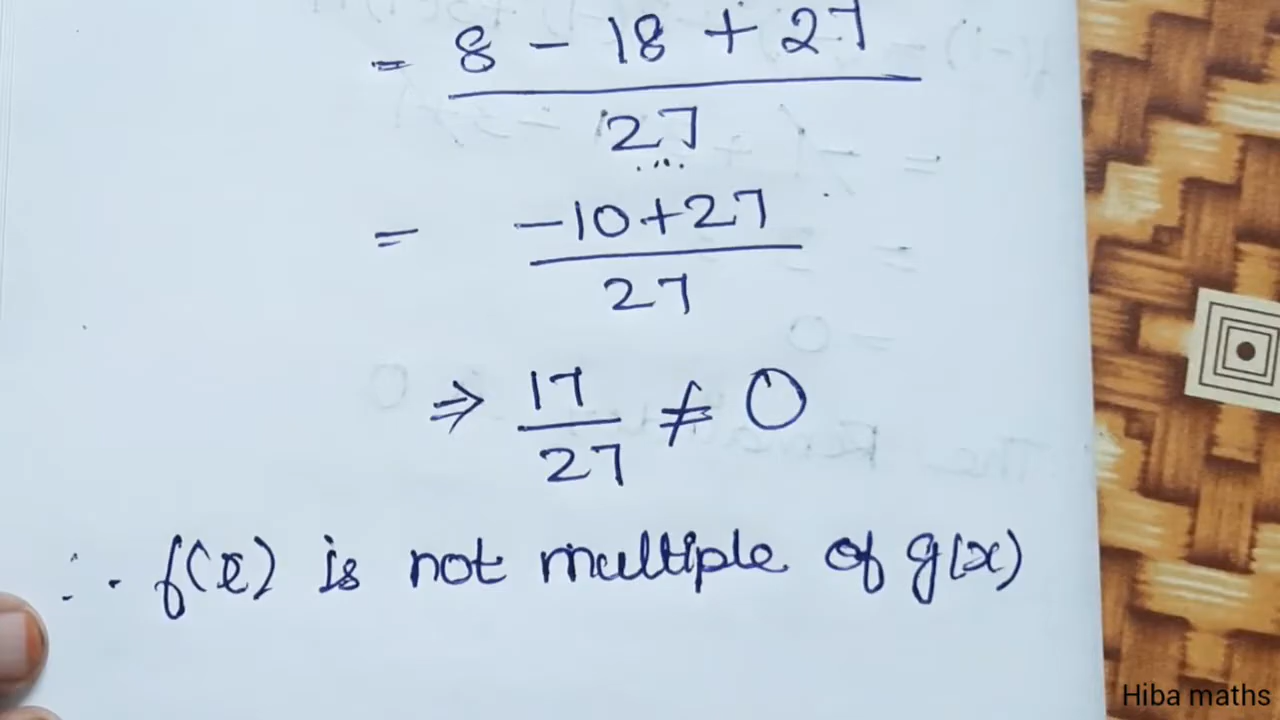 = 8 - 18 + 27
27
= -10+27
27
⇒ 17 ≠ 0
27
∴ f(x) is not multiple of g(x)
Hiba maths